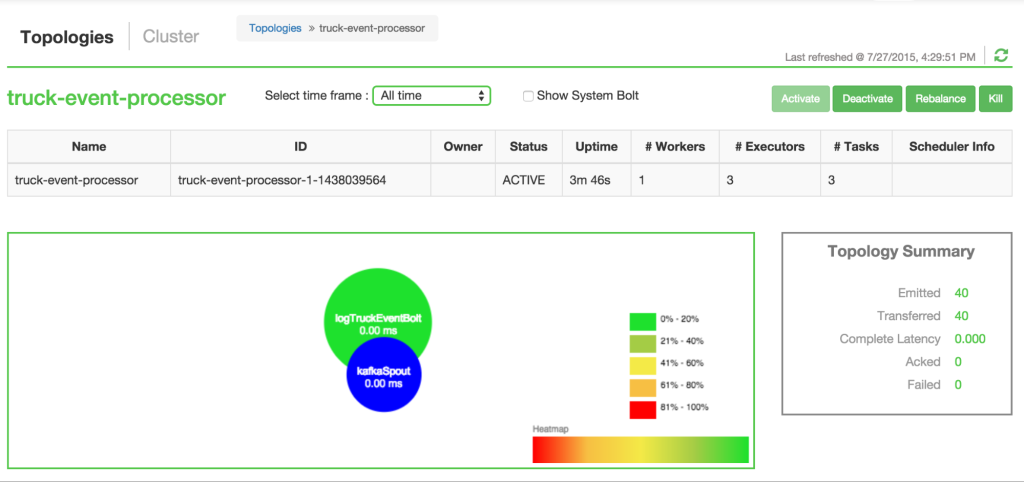 Topologies Cluster Topologies » truck-event-processor
Last refreshed @ 7/27/2015, 4:29:51 PM
truck-event-processor Select time frame : All time Show System Bolt Activate Deactivate Rebalance Kill
Name ID Owner Status Uptime # Workers # Executors # Tasks Scheduler Info
truck-event-processor truck-event-processor-1-1438039564 ACTIVE 3m 46s 1 3 3
logTruckEventBolt
0.00 ms
kafkaSpout
0.00 ms
0% - 20%
21% - 40%
41% - 60%
61% - 80%
81% - 100%
Heatmap
Topology Summary
Emitted 40
Transferred 40
Complete Latency 0.000
Acked 0
Failed 0